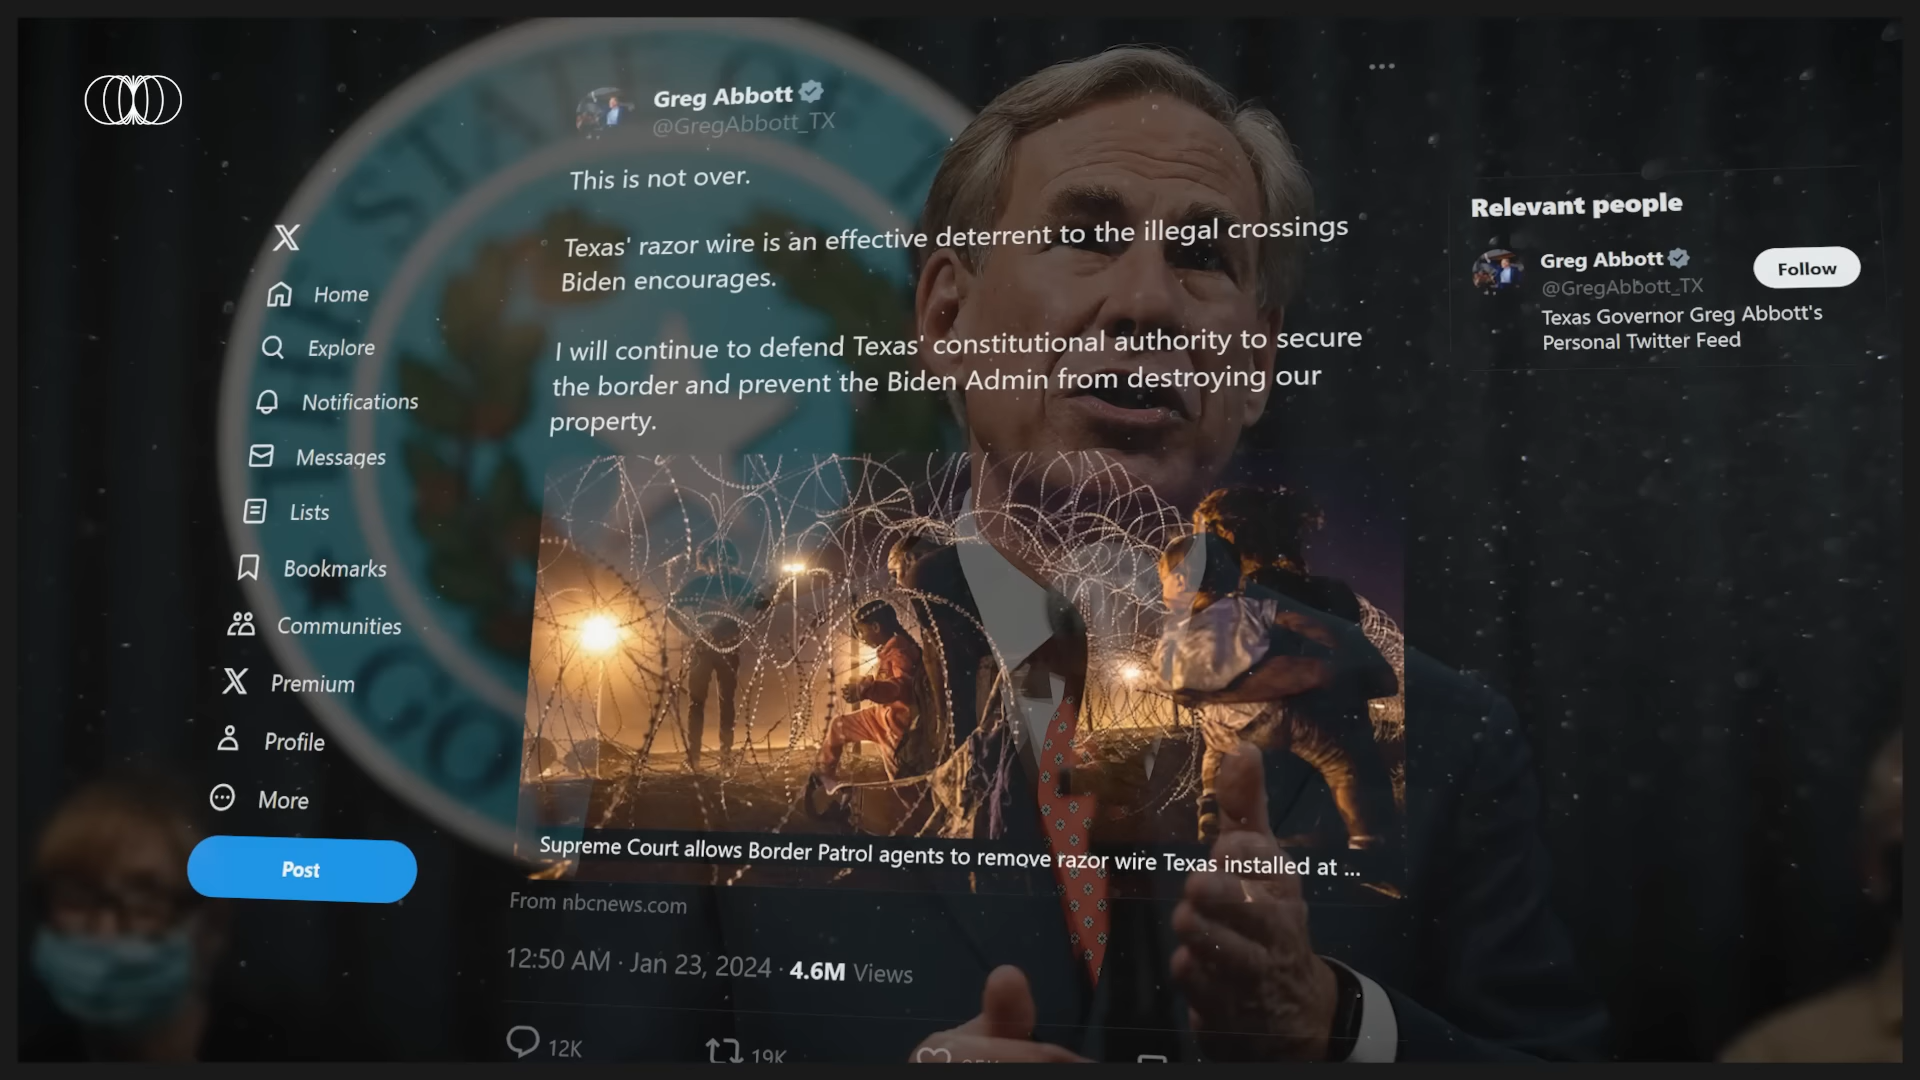 Greg Abbott
@GregAbbott_TX
This is not over.
Texas' razor wire is an effective deterrent to the illegal crossings
Biden encourages.
I will continue to defend Texas' constitutional authority to secure
the border and prevent the Biden Admin from destroying our
property.
Supreme Court allows Border Patrol agents to remove razor wire Texas installed at ...
From nbcnews.com
12:50 AM · Jan 23, 2024 · 4.6M Views
12K 19K
Home
Explore
Notifications
Messages
Lists
Bookmarks
Communities
Premium
Profile
More
Post
Relevant people
Greg Abbott
@GregAbbott_TX
Follow
Texas Governor Greg Abbott's
Personal Twitter Feed
THE STATE OF
GO